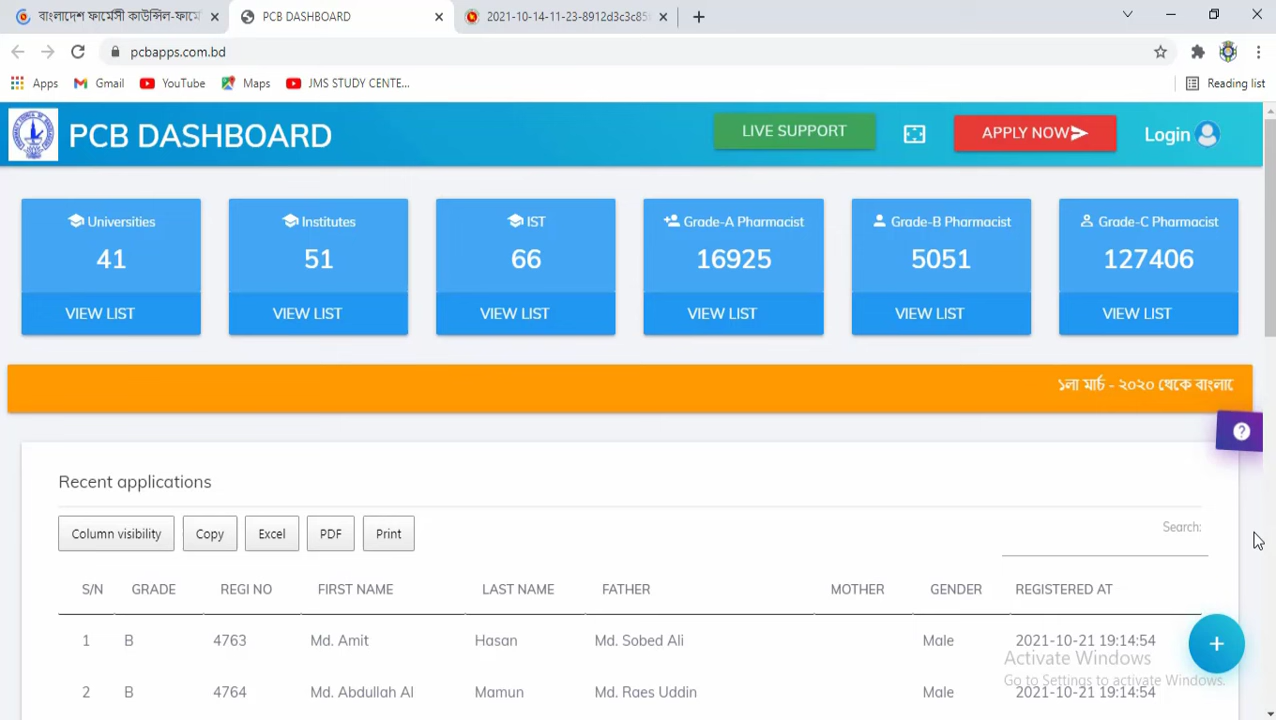 বাংলাদেশ ফার্মেসী কাউন্সিল-ফার্মে
PCB DASHBOARD
2021-10-14-11-23-8912d3c3c85
pcbapps.com.bd
Apps Gmail YouTube Maps JMS STUDY CENTE... Reading list
PCB DASHBOARD LIVE SUPPORT APPLY NOW Login
Universities Institutes IST Grade-A Pharmacist Grade-B Pharmacist Grade-C Pharmacist
41 51 66 16925 5051 127406
VIEW LIST VIEW LIST VIEW LIST VIEW LIST VIEW LIST VIEW LIST
১লা মার্চ - ২০২০ থেকে বাংলাে
Recent applications
Column visibility Copy Excel PDF Print Search:
S/N GRADE REGI NO FIRST NAME LAST NAME FATHER MOTHER GENDER REGISTERED AT
1 B 4763 Md. Amit Hasan Md. Sobed Ali Male 2021-10-21 19:14:54
Activate Windows
Go to Settings to activate Windows.
2 B 4764 Md. Abdullah Al Mamun Md. Raes Uddin Male 2021-10-21 19:14:54